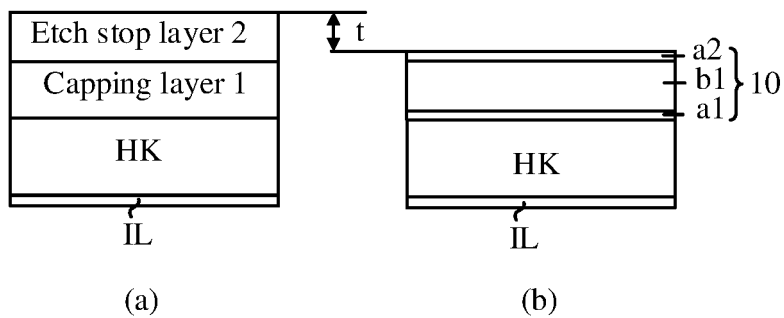 Etch stop layer 2
Capping layer 1
HK
IL
(a)
t
a2
b1
a1
10
HK
IL
(b)